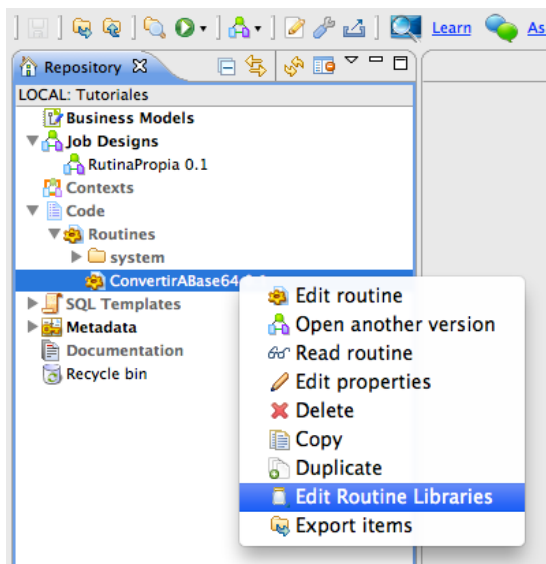 Learn
As
Repository
LOCAL: Tutoriales
Business Models
Job Designs
RutinaPropia 0.1
Contexts
Code
Routines
system
ConvertirABase64
SQL Templates
Metadata
Documentation
Recycle bin
Edit routine
Open another version
Read routine
Edit properties
Delete
Copy
Duplicate
Edit Routine Libraries
Export items